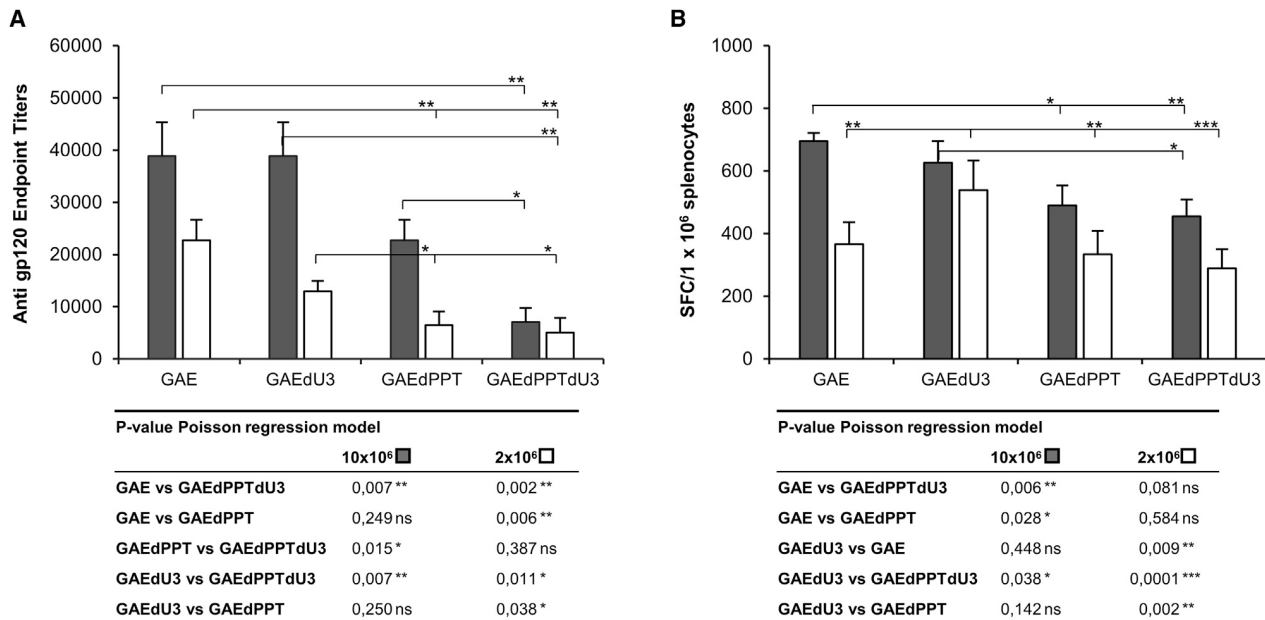 A
Anti gp120 Endpoint Titers
60000
50000
40000
30000
20000
10000
0
**
** **
**
*
* *
GAE GAEdU3 GAEdPPT GAEdPPTdU3
P-value Poisson regression model
10x10⁶ 2x10⁶
GAE vs GAEdPPTdU3 0,007 ** 0,002 **
GAE vs GAEdPPT 0,249 ns 0,006 **
GAEdPPT vs GAEdPPTdU3 0,015 * 0,387 ns
GAEdU3 vs GAEdPPTdU3 0,007 ** 0,011 *
GAEdU3 vs GAEdPPT 0,250 ns 0,038 *
B
SFC/1 x 10⁶ splenocytes
1000
800
600
400
200
0
* **
** ** ***
*
GAE GAEdU3 GAEdPPT GAEdPPTdU3
P-value Poisson regression model
10x10⁶ 2x10⁶
GAE vs GAEdPPTdU3 0,006 ** 0,081 ns
GAE vs GAEdPPT 0,028 * 0,584 ns
GAEdU3 vs GAE 0,448 ns 0,009 **
GAEdU3 vs GAEdPPTdU3 0,038 * 0,0001 ***
GAEdU3 vs GAEdPPT 0,142 ns 0,002 **